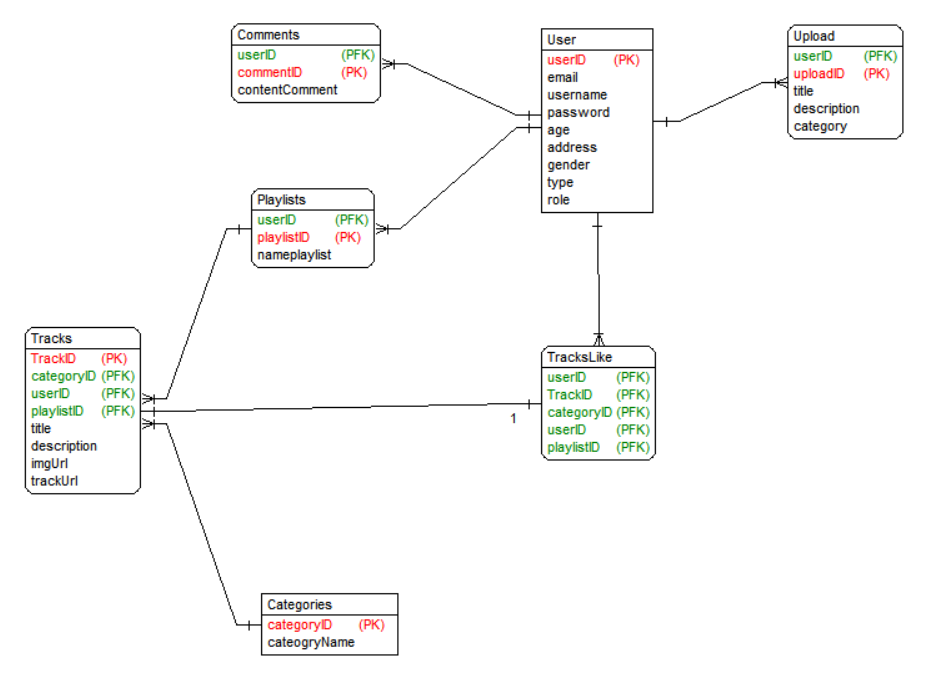 Comments
userID (PFK)
commentID (PK)
contentComment
User
userID (PK)
email
username
password
age
address
gender
type
role
Upload
userID (PFK)
uploadID (PK)
title
description
category
Playlists
userID (PFK)
playlistID (PK)
nameplaylist
Tracks
TrackID (PK)
categoryID (PFK)
userID (PFK)
playlistID (PFK)
title
description
imgUrl
trackUrl
1
TracksLike
userID (PFK)
TrackID (PFK)
categoryID (PFK)
userID (PFK)
playlistID (PFK)
Categories
categoryID (PK)
cateogryName